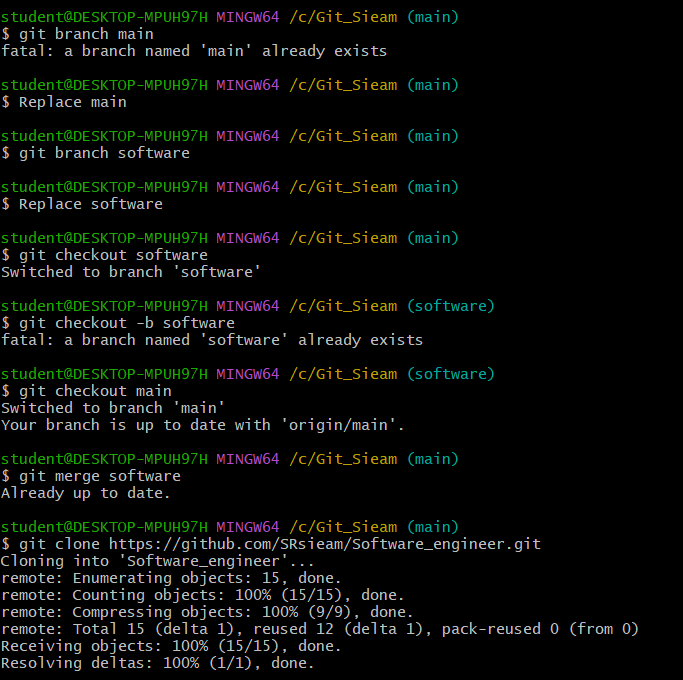 student@DESKTOP-MPUH97H MINGW64 /c/Git_Sieam (main)
$ git branch main
fatal: a branch named 'main' already exists
student@DESKTOP-MPUH97H MINGW64 /c/Git_Sieam (main)
$ Replace main
student@DESKTOP-MPUH97H MINGW64 /c/Git_Sieam (main)
$ git branch software
student@DESKTOP-MPUH97H MINGW64 /c/Git_Sieam (main)
$ Replace software
student@DESKTOP-MPUH97H MINGW64 /c/Git_Sieam (main)
$ git checkout software
Switched to branch 'software'
student@DESKTOP-MPUH97H MINGW64 /c/Git_Sieam (software)
$ git checkout -b software
fatal: a branch named 'software' already exists
student@DESKTOP-MPUH97H MINGW64 /c/Git_Sieam (software)
$ git checkout main
Switched to branch 'main'
Your branch is up to date with 'origin/main'.
student@DESKTOP-MPUH97H MINGW64 /c/Git_Sieam (main)
$ git merge software
Already up to date.
student@DESKTOP-MPUH97H MINGW64 /c/Git_Sieam (main)
$ git clone https://github.com/SRsieam/Software_engineer.git
Cloning into 'Software_engineer'...
remote: Enumerating objects: 15, done.
remote: Counting objects: 100% (15/15), done.
remote: Compressing objects: 100% (9/9), done.
remote: Total 15 (delta 1), reused 12 (delta 1), pack-reused 0 (from 0)
Receiving objects: 100% (15/15), done.
Resolving deltas: 100% (1/1), done.